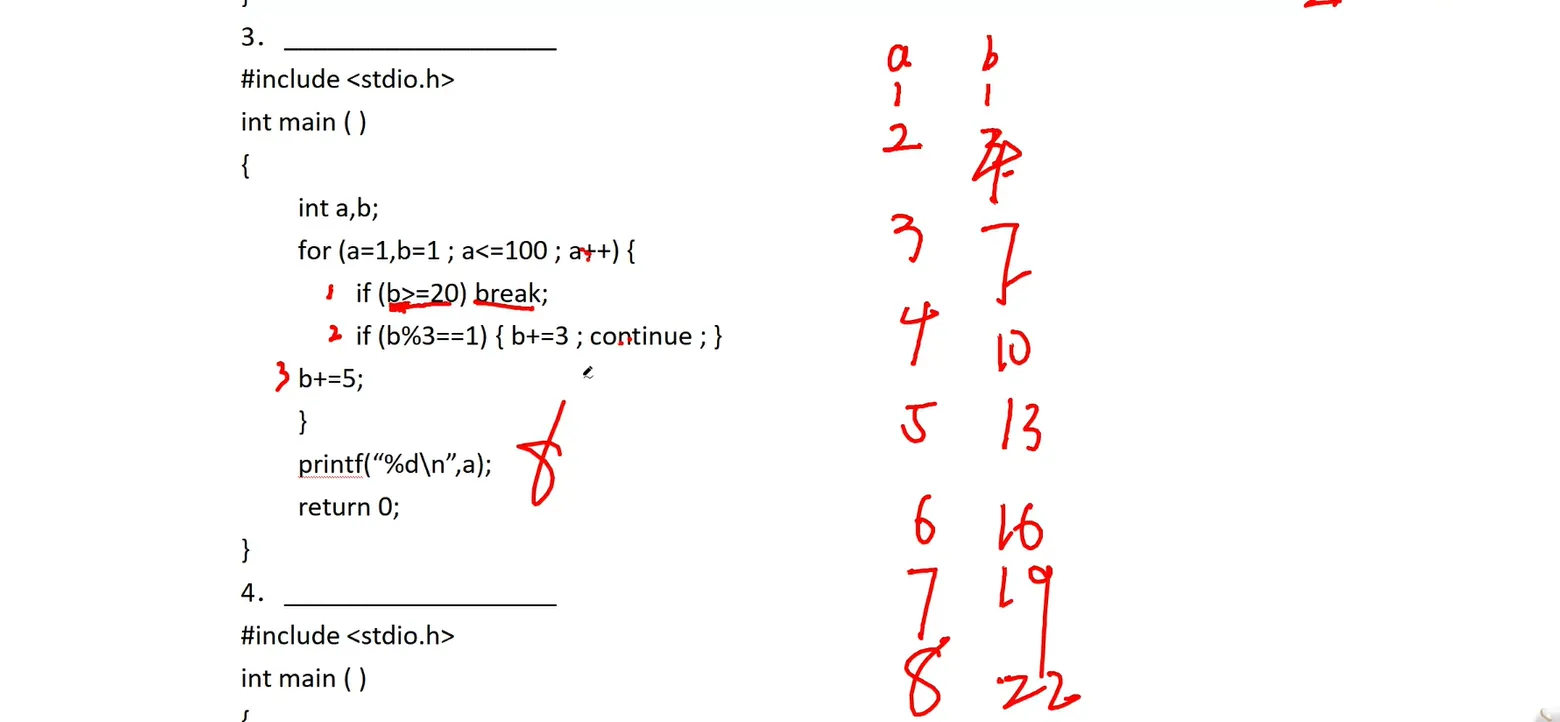 3. ___________________
#include <stdio.h>
int main ( )
{
int a,b;
for (a=1,b=1 ; a<=100 ; a++) {
1 if (b>=20) break;
2 if (b%3==1) { b+=3 ; continue ; }
3 b+=5;
}
printf(“%d\n”,a);
return 0;
}
8
4. ___________________
#include <stdio.h>
int main ( )
{
a b
1 1
2 4
3 7
4 10
5 13
6 16
7 19
8 22